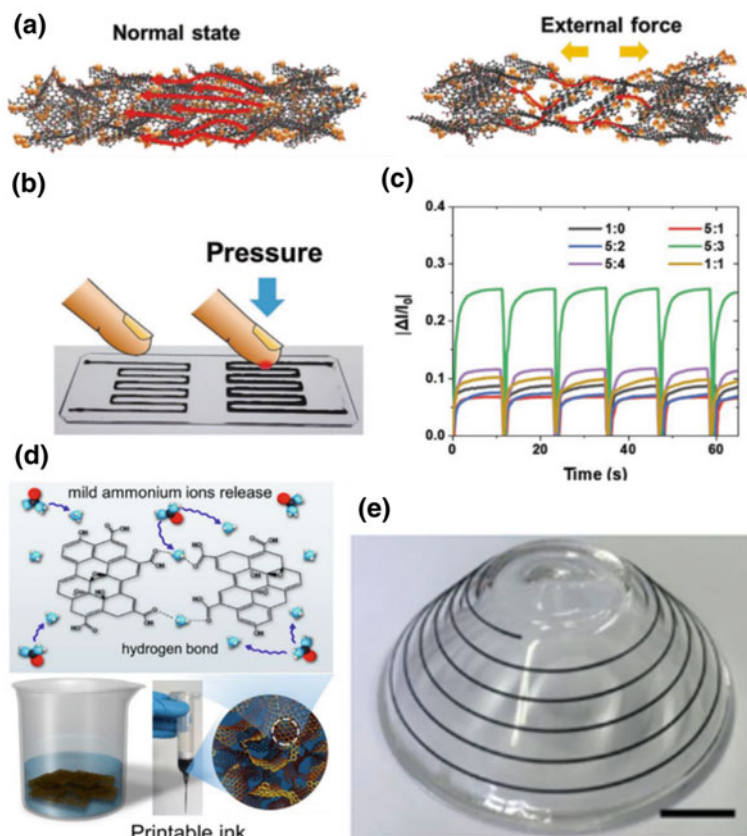 (a)
Normal state
External force
(b)
Pressure
(c)
|ΔI/I₀|
0.4
0.3
0.2
0.1
0.0
1:0 5:1
5:2 5:3
5:4 1:1
0 20 40 60
Time (s)
(d)
mild ammonium ions release
hydrogen bond
Printable ink
(e)